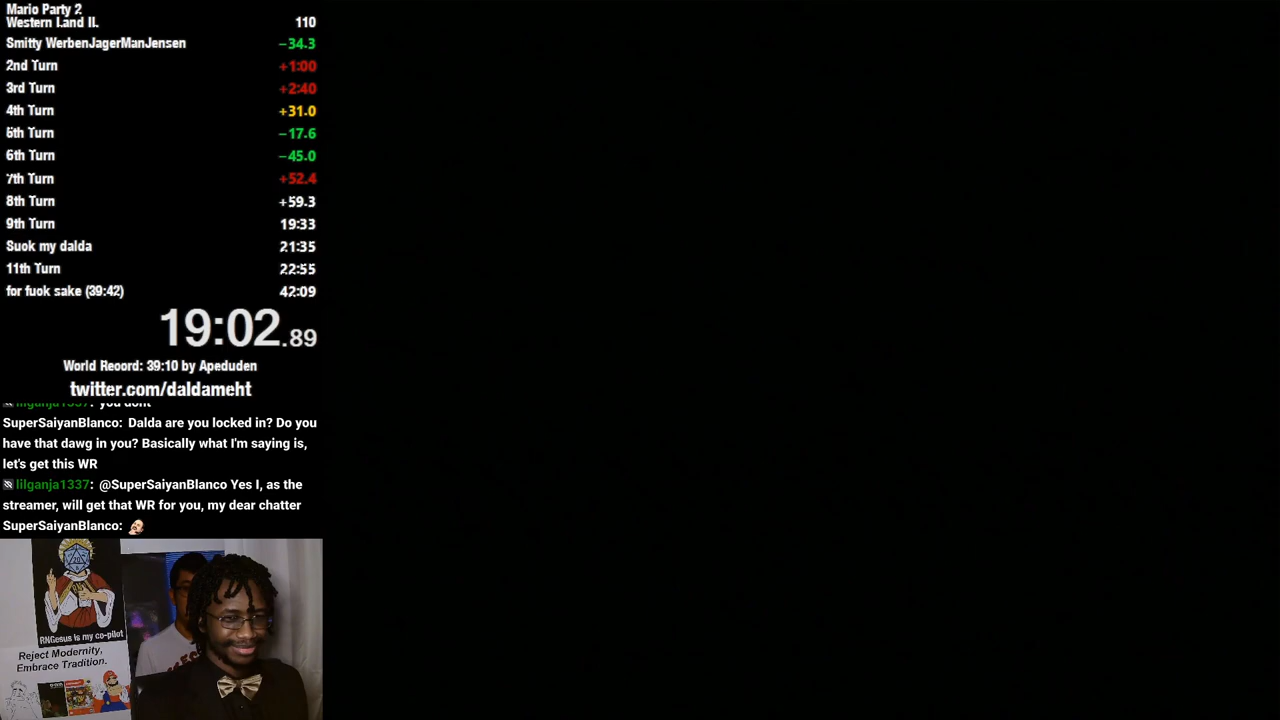 Mario Party 2
Western Land II. 110
Smitty WerbenJagerManJensen −34.3
2nd Turn +1:00
3rd Turn +2:40
4th Turn +31.0
5th Turn −17.6
6th Turn −45.0
7th Turn +52.4
8th Turn +59.3
9th Turn 19:33
Suck my dalda 21:35
11th Turn 22:55
for fuck sake (39:42) 42:09
19:02.89
World Record: 39:10 by Apeduden
twitter.com/daldameht
lilganja1337: you dont
SuperSaiyanBlanco: Dalda are you locked in? Do you
have that dawg in you? Basically what I'm saying is,
let's get this WR
lilganja1337: @SuperSaiyanBlanco Yes I, as the
streamer, will get that WR for you, my dear chatter
SuperSaiyanBlanco:
RNGesus is my co-pilot
Reject Modernity,
Embrace Tradition.